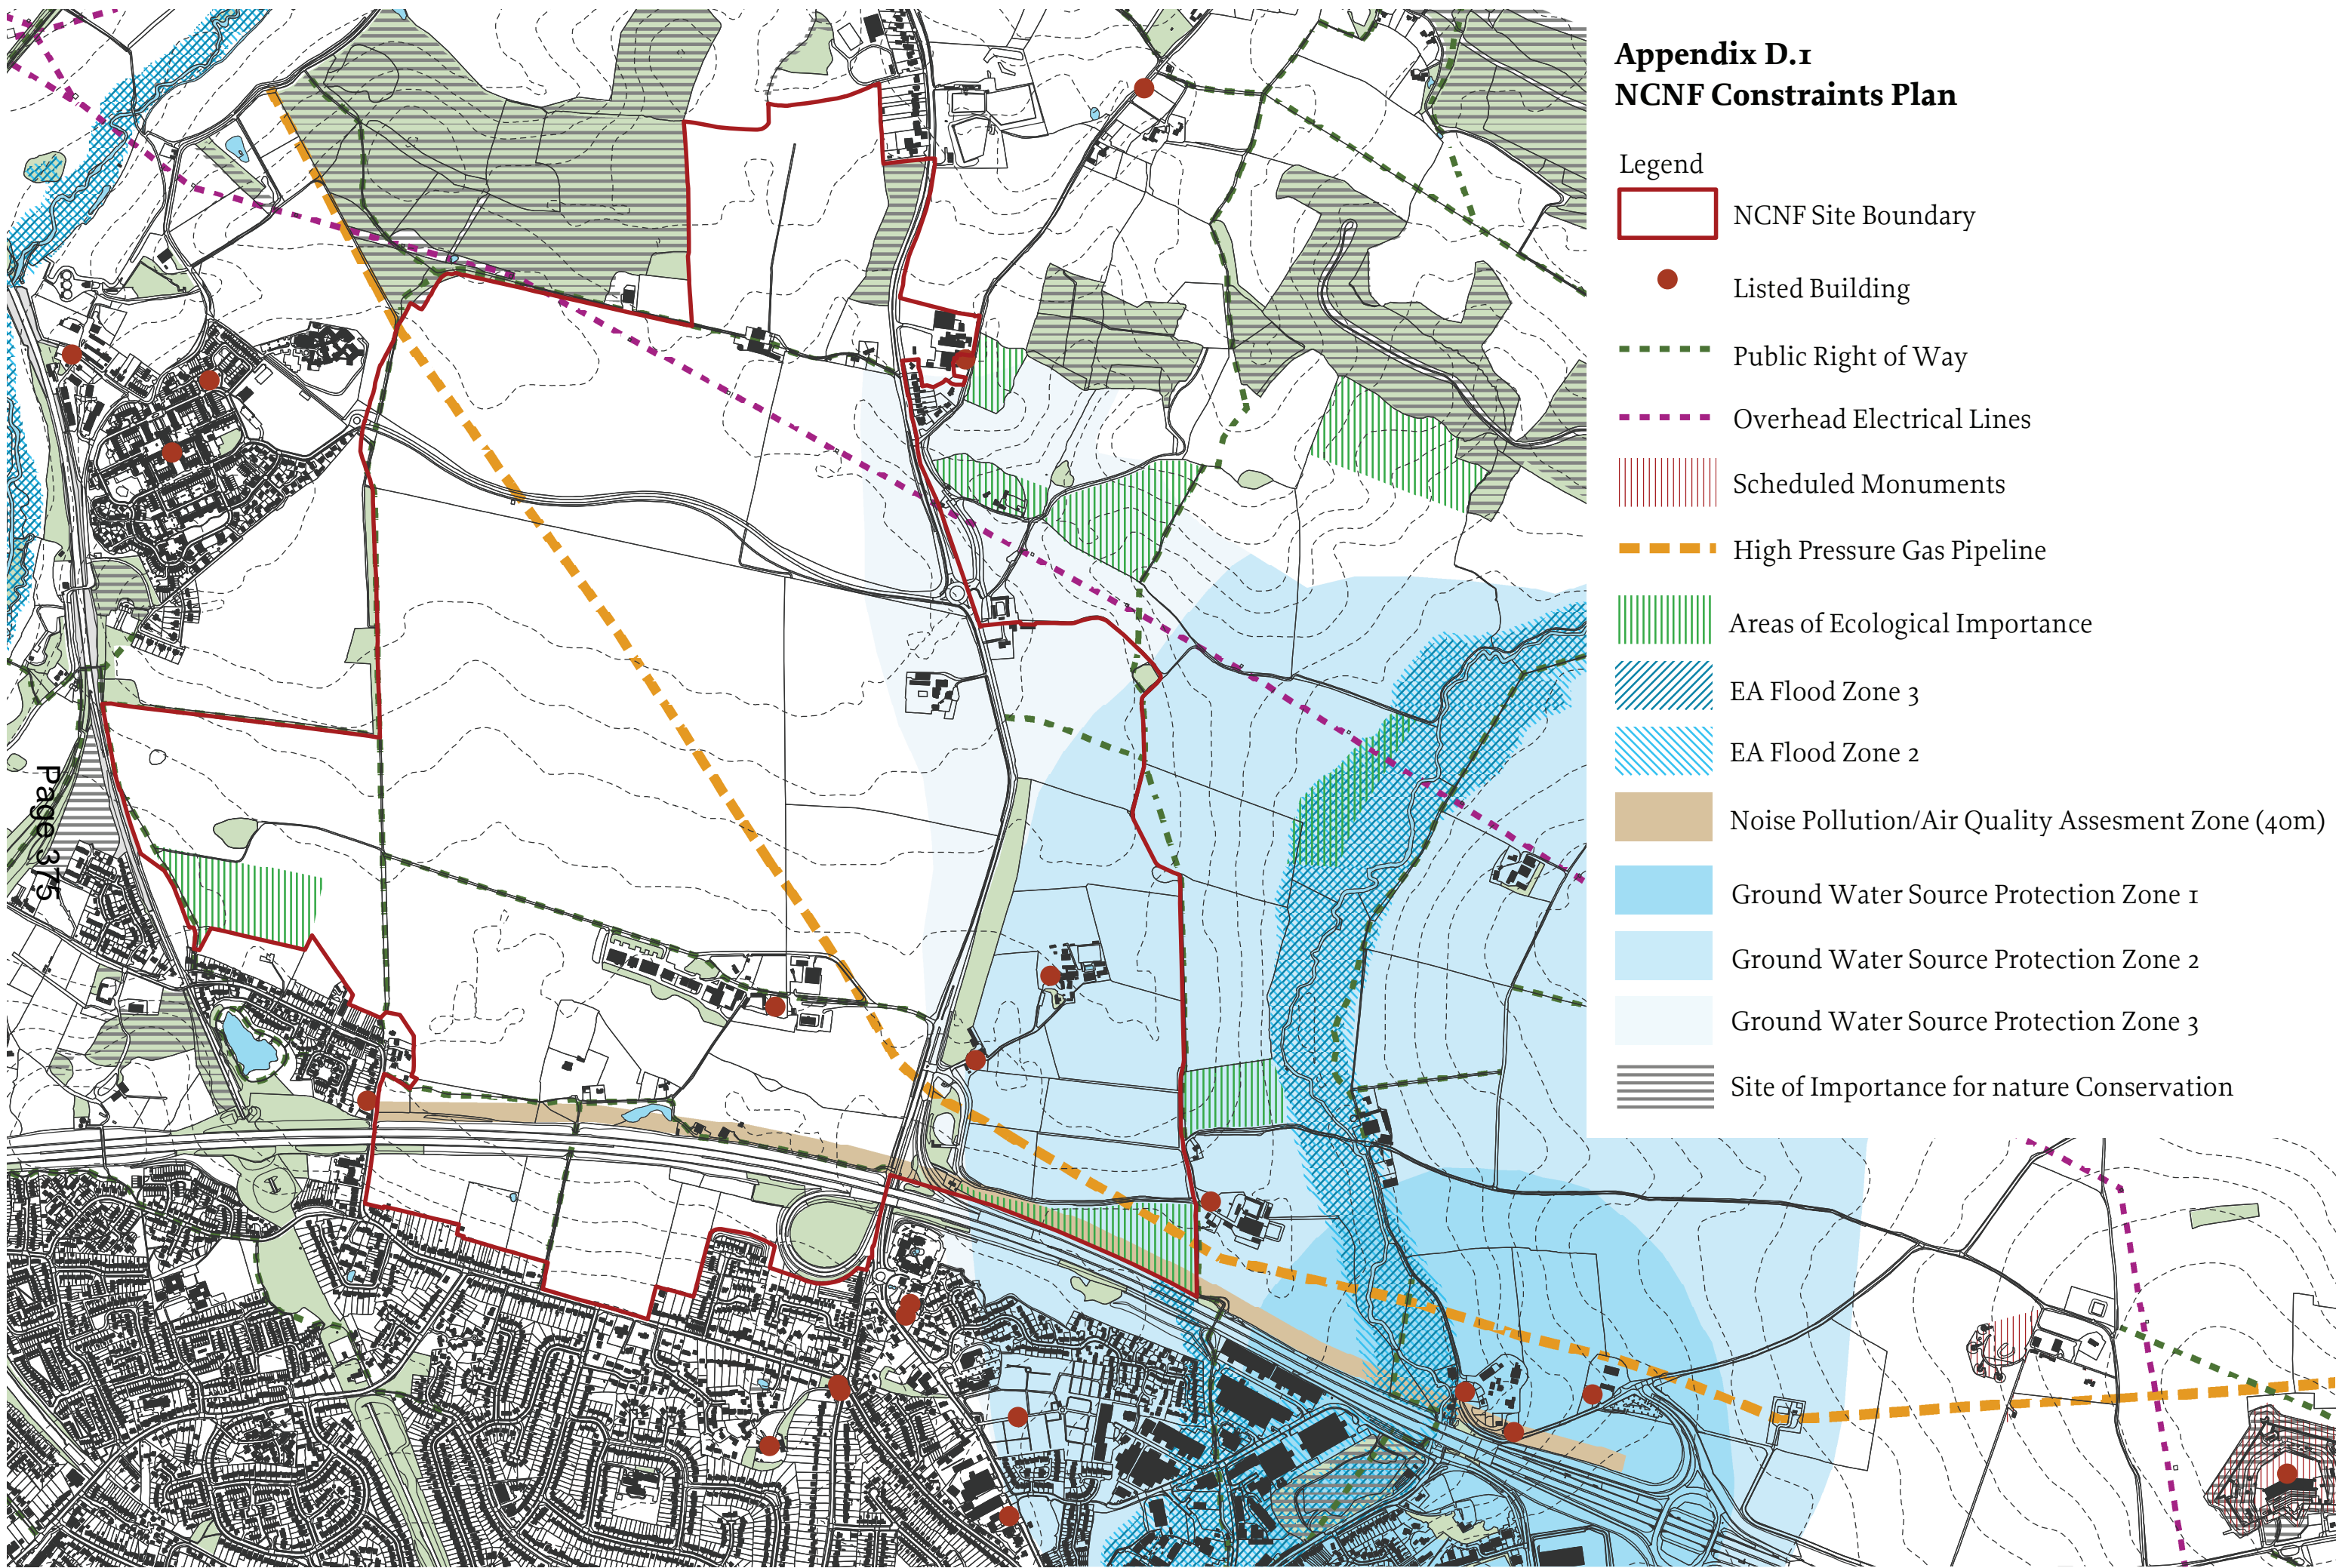 Appendix D.1
NCNF Constraints Plan
Legend
NCNF Site Boundary
Listed Building
Public Right of Way
Overhead Electrical Lines
Scheduled Monuments
High Pressure Gas Pipeline
Areas of Ecological Importance
EA Flood Zone 3
EA Flood Zone 2
Noise Pollution/Air Quality Assesment Zone (40m)
Ground Water Source Protection Zone 1
Ground Water Source Protection Zone 2
Ground Water Source Protection Zone 3
Site of Importance for nature Conservation
Page 375